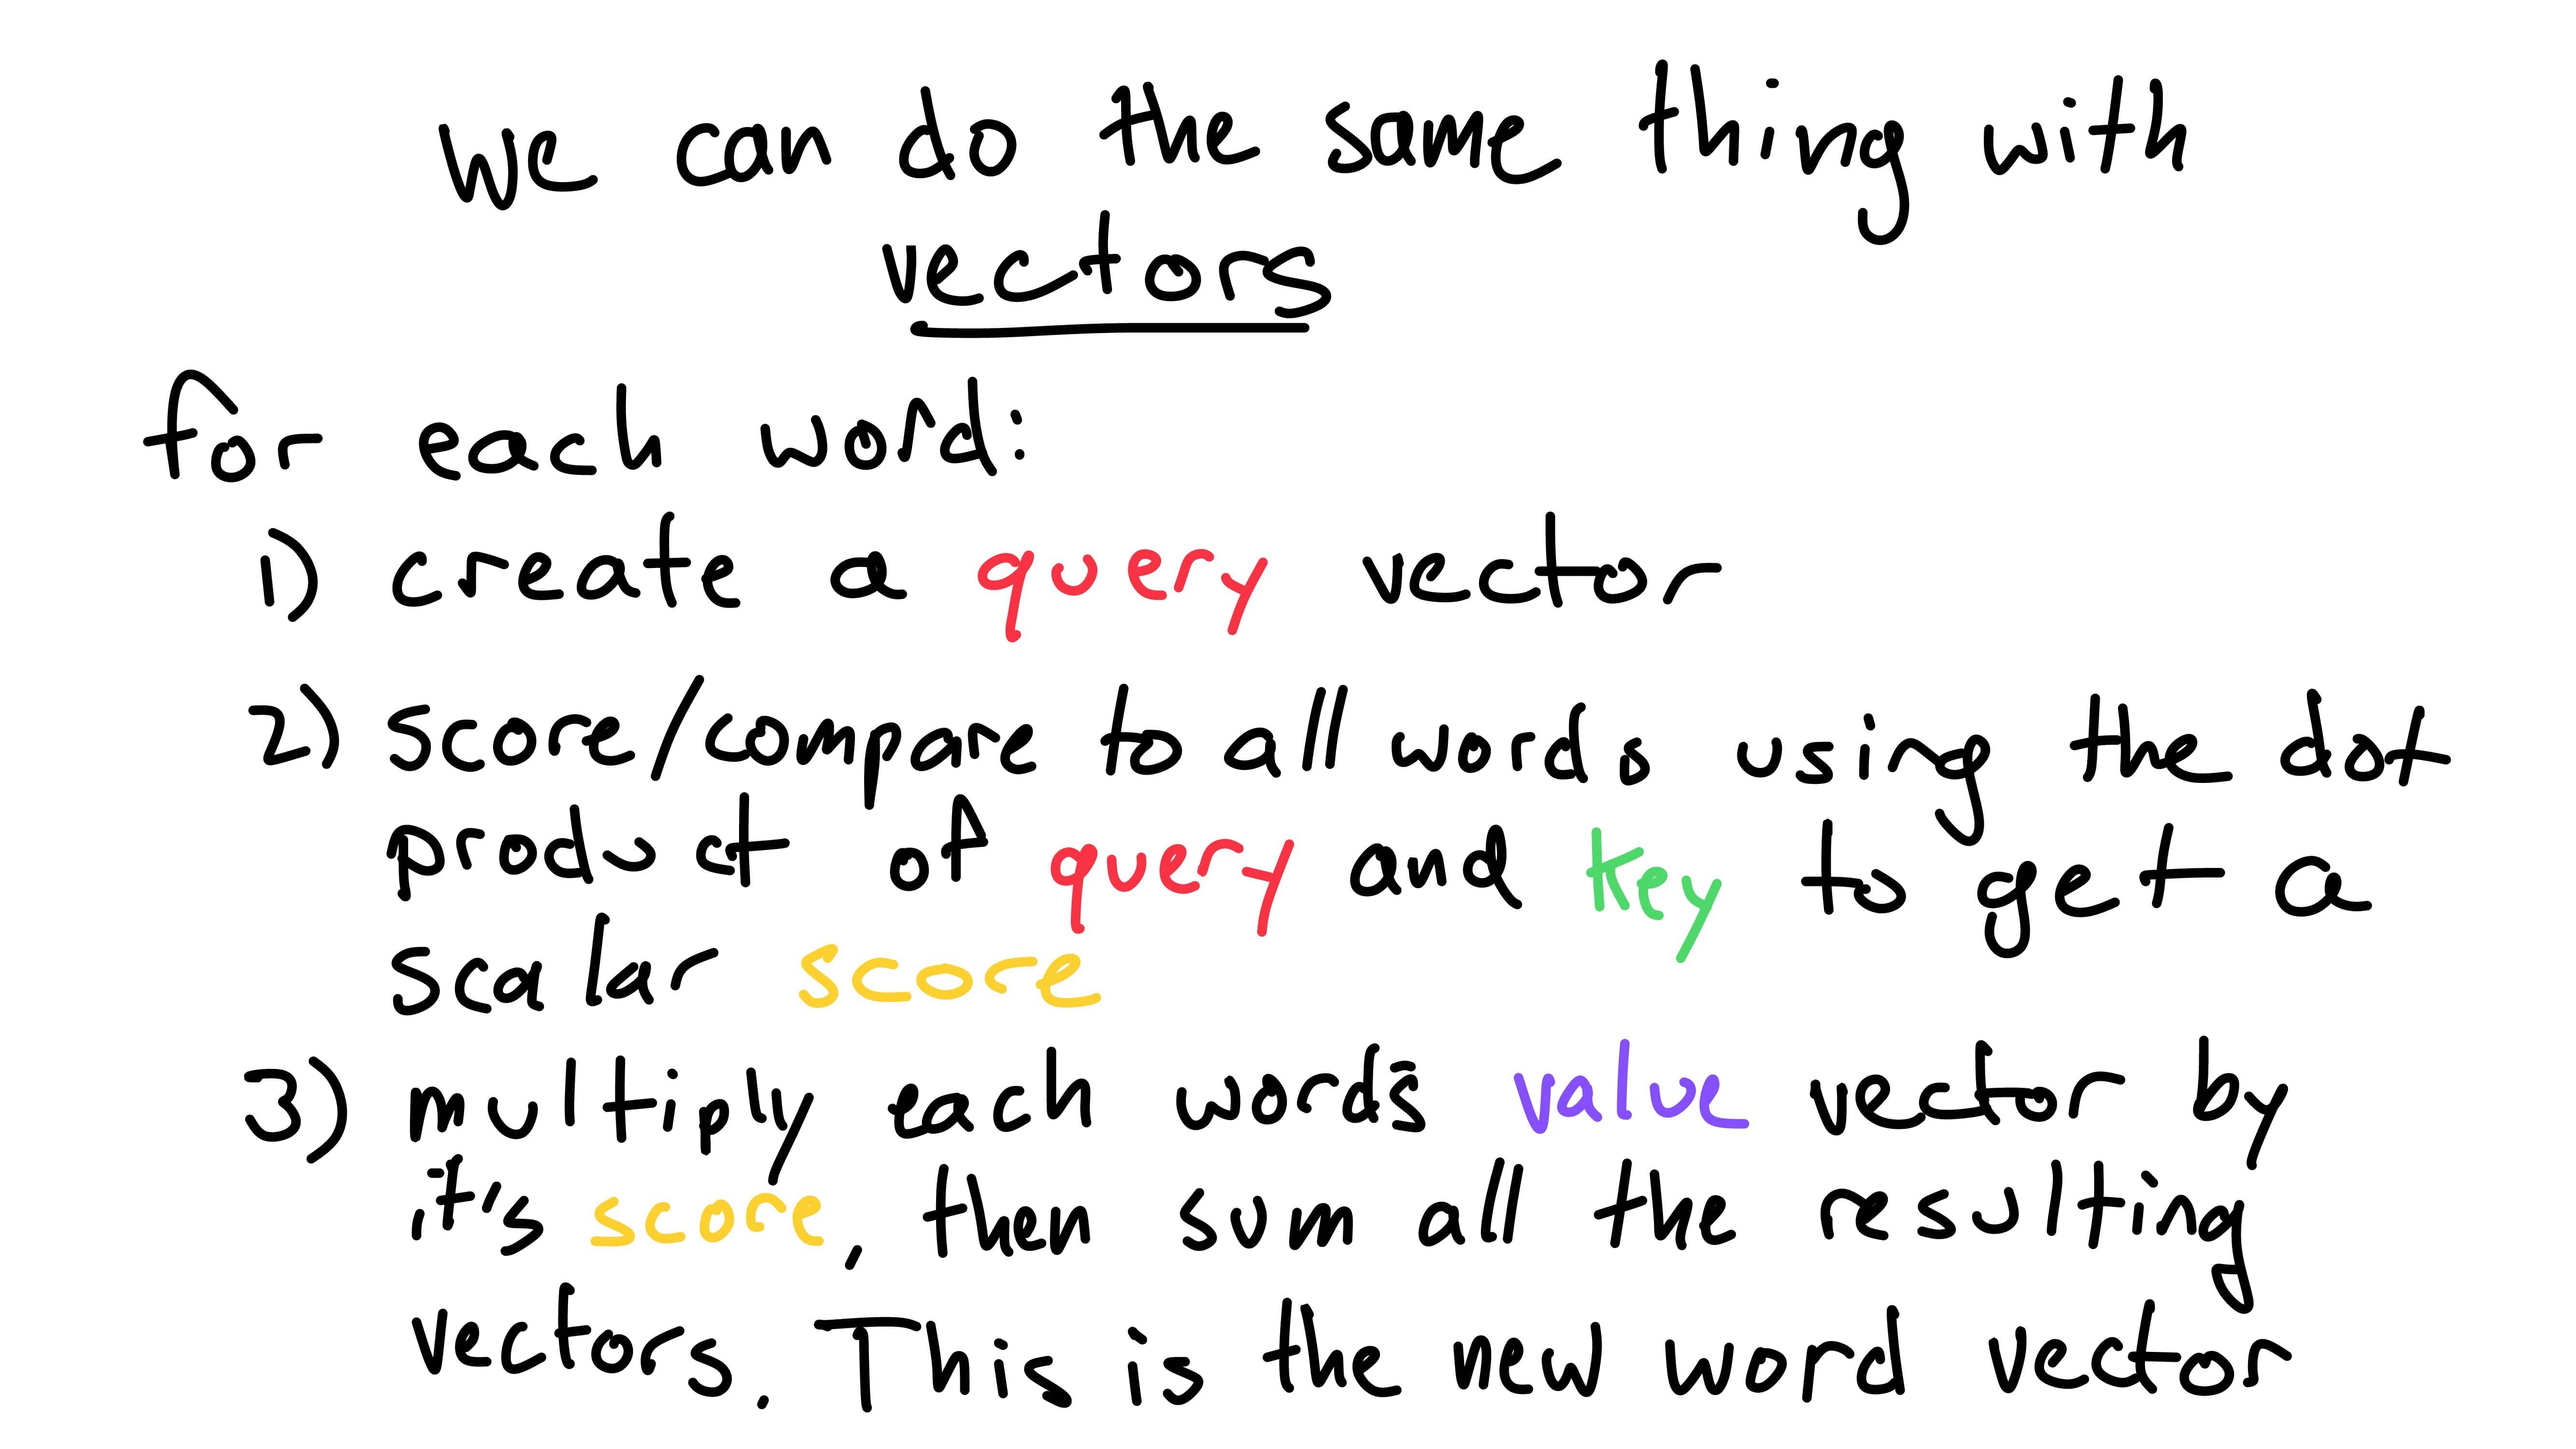 We can do the same thing with
vectors
for each word:
1) create a query vector
2) score/compare to all words using the dot
product of query and key to get a
scalar score
3) multiply each words value vector by
it's score, then sum all the resulting
vectors. This is the new word vector